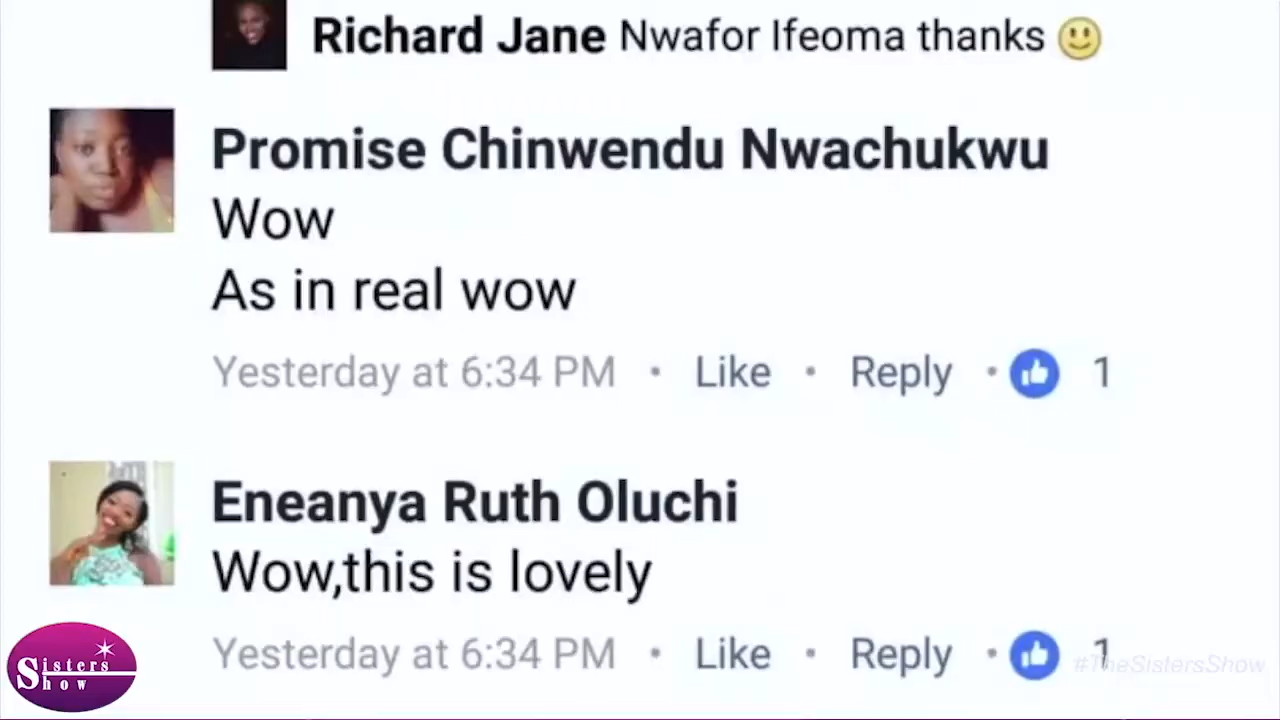 Richard Jane Nwafor Ifeoma thanks 🙂
Promise Chinwendu Nwachukwu
Wow
As in real wow
Yesterday at 6:34 PM • Like • Reply • 1
Eneanya Ruth Oluchi
Wow,this is lovely
Yesterday at 6:34 PM • Like • Reply • 1
Sisters
Show
#TheSistersShow